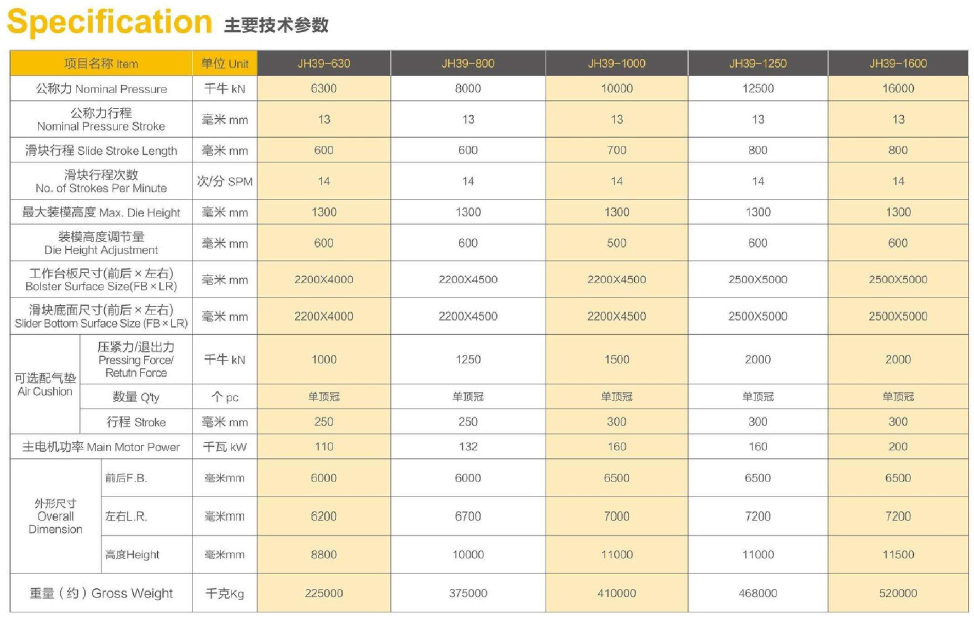 Specification 主要技术参数
项目名称 Item 单位 Unit JH39-630 JH39-800 JH39-1000 JH39-1250 JH39-1600
公称力 Nominal Pressure 千牛 kN 6300 8000 10000 12500 16000
公称力行程
Nominal Pressure Stroke 毫米 mm 13 13 13 13 13
滑块行程 Slide Stroke Length 毫米 mm 600 600 700 800 800
滑块行程次数
No. of Strokes Per Minute 次/分 SPM 14 14 14 14 14
最大装模高度 Max. Die Height 毫米 mm 1300 1300 1300 1300 1300
装模高度调节量
Die Height Adjustment 毫米 mm 600 600 500 600 600
工作台板尺寸(前后×左右)
Bolster Surface Size(FB×LR) 毫米 mm 2200X4000 2200X4500 2200X4500 2500X5000 2500X5000
滑块底面尺寸(前后×左右)
Slider Bottom Surface Size (FB×LR) 毫米 mm 2200X4000 2200X4500 2200X4500 2500X5000 2500X5000
可选配气垫
Air Cushion
压紧力/退出力
Pressing Force/
Retutn Force 千牛 kN 1000 1250 1500 2000 2000
数量 Q'ty 个 pc 单顶冠 单顶冠 单顶冠 单顶冠 单顶冠
行程 Stroke 毫米 mm 250 250 300 300 300
主电机功率 Main Motor Power 千瓦 kW 110 132 160 160 200
外形尺寸
Overall
Dimension
前后F.B. 毫米mm 6000 6000 6500 6500 6500
左右L.R. 毫米mm 6200 6700 7000 7200 7200
高度Height 毫米mm 8800 10000 11000 11000 11500
重量（约）Gross Weight 千克Kg 225000 375000 410000 468000 520000